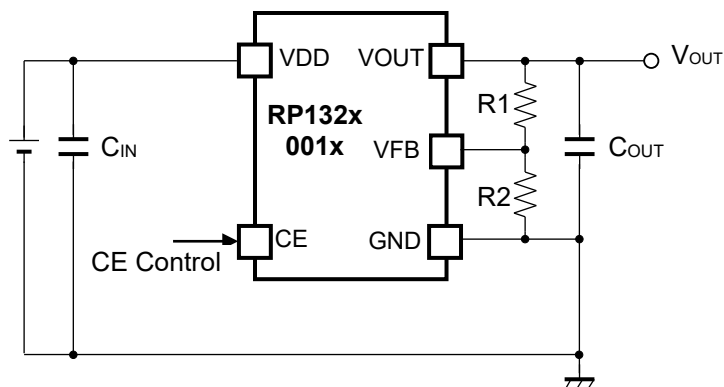 VDD
VOUT
VOUT
RP132x
001x
R1
CIN
VFB
COUT
R2
CE
GND
CE Control